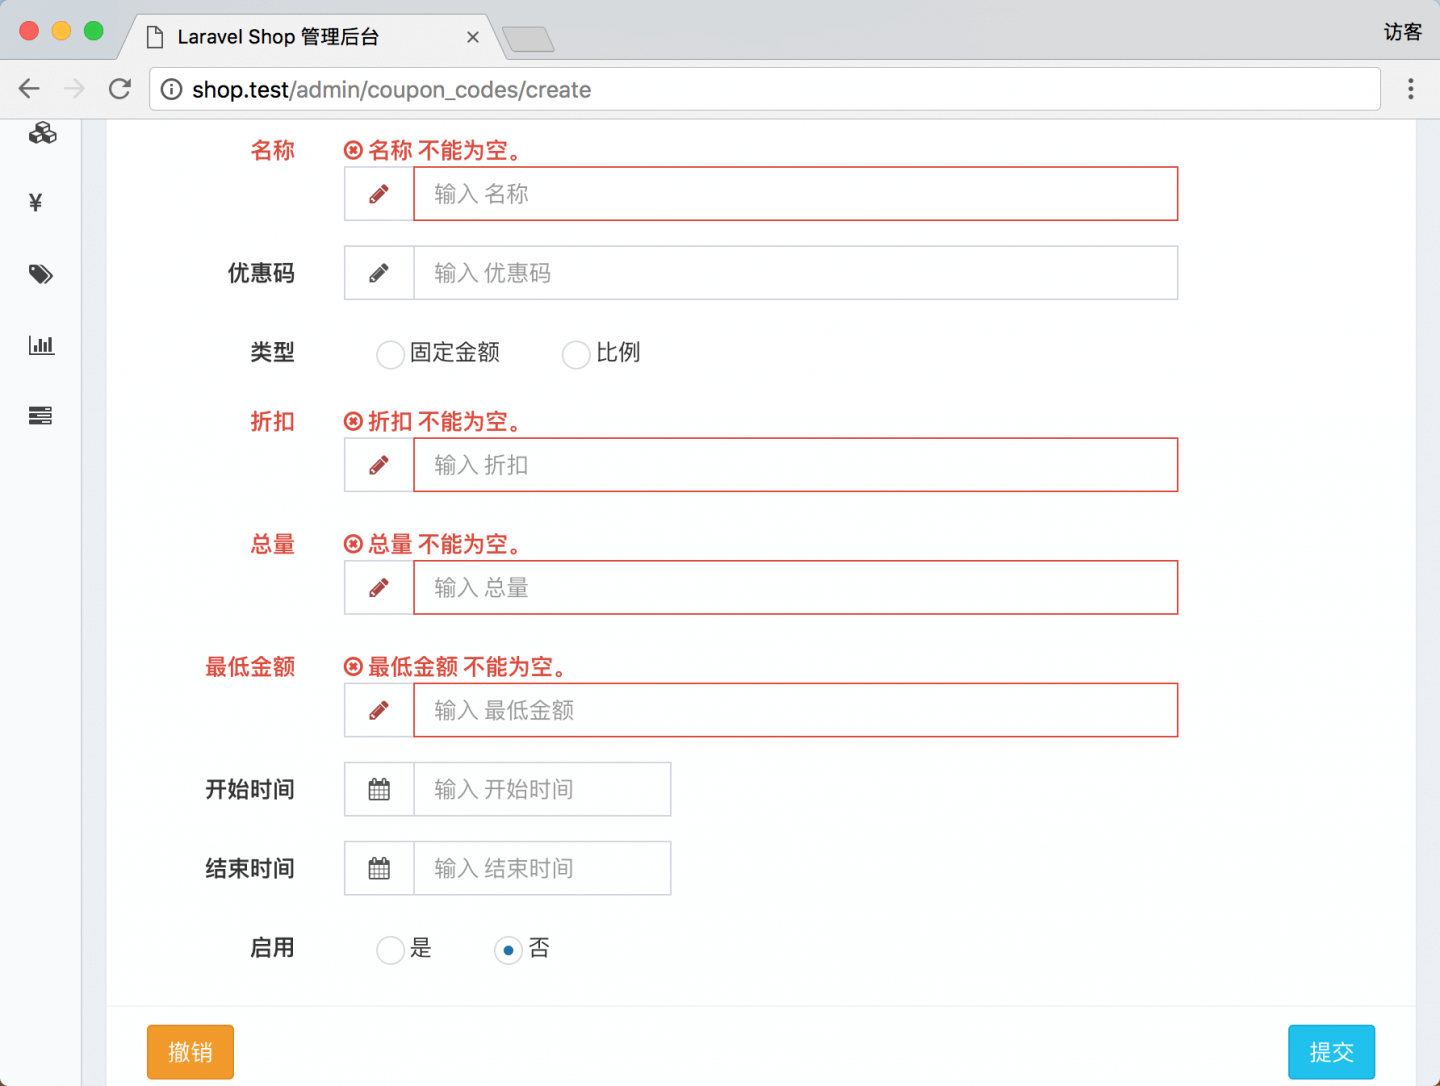 Laravel Shop 管理后台
访客
shop.test/admin/coupon_codes/create
名称 名称 不能为空。
输入 名称
优惠码 输入 优惠码
类型 固定金额 比例
折扣 折扣 不能为空。
输入 折扣
总量 总量 不能为空。
输入 总量
最低金额 最低金额 不能为空。
输入 最低金额
开始时间 输入 开始时间
结束时间 输入 结束时间
启用 是 否
撤销 提交